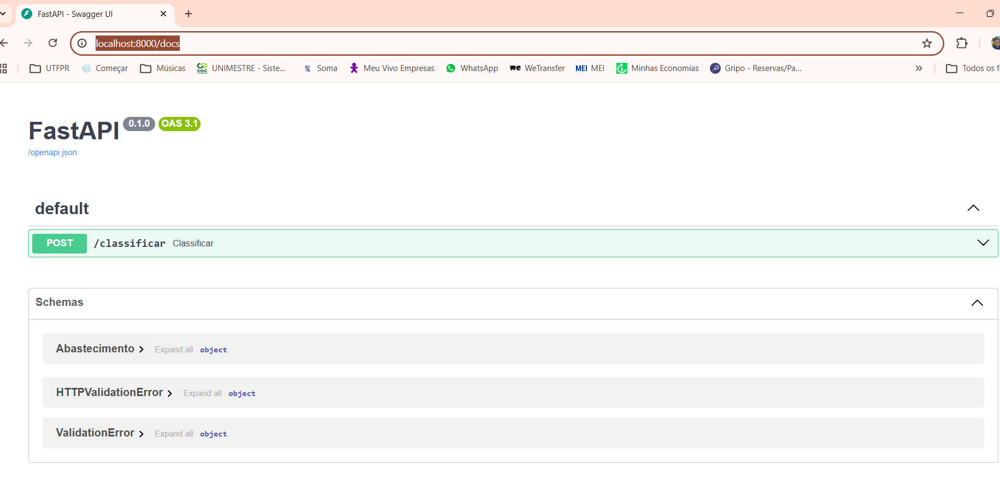 FastAPI - Swagger UI
localhost:8000/docs
UTFPR Começar Músicas UNIMESTRE - Siste... Soma Meu Vivo Empresas WhatsApp WeTransfer MEI MEI Minhas Economias Gripo - Reservas/Pa... Todos os f
FastAPI 0.1.0 OAS 3.1
/openapi.json
default
POST /classificar Classificar
Schemas
Abastecimento Expand all object
HTTPValidationError Expand all object
ValidationError Expand all object